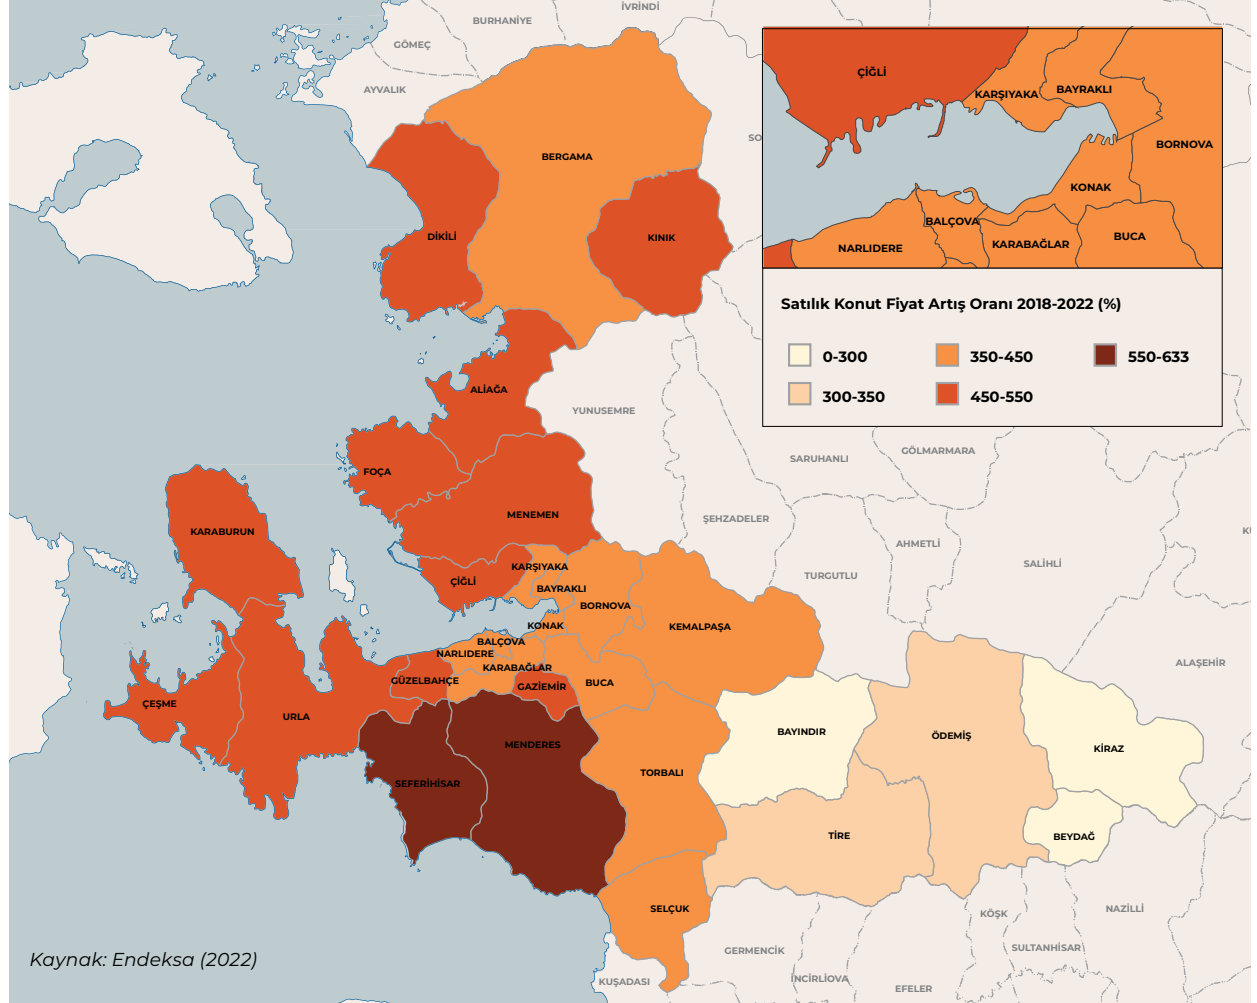 İVRİNDİ
BURHANİYE
GÖMEÇ
AYVALIK
SO
BERGAMA
DİKİLİ
KINIK
ALİAĞA
YUNUSEMRE
FOÇA
MENEMEN
KARABURUN
ÇİĞLİ
KARŞIYAKA
BAYRAKLI
BORNOVA
KONAK
BALÇOVA
NARLIDERE
KARABAĞLAR
GÜZELBAHÇE
GAZİEMİR
BUCA
KEMALPAŞA
ÇEŞME
URLA
SEFERİHİSAR
MENDERES
TORBALI
SELÇUK
BAYINDIR
ÖDEMİŞ
KİRAZ
TİRE
BEYDAĞ
SARUHANLI
GÖLMARMARA
ŞEHZADELER
AHMETLİ
TURGUTLU
SALİHLİ
KU
ALAŞEHİR
NAZİLLİ
KÖŞK
SULTANHİSAR
GERMENCİK
İNCİRLİOVA
EFELER
KUŞADASI
ÇİĞLİ
KARŞIYAKA
BAYRAKLI
BORNOVA
KONAK
BALÇOVA
NARLIDERE
KARABAĞLAR
BUCA
Satılık Konut Fiyat Artış Oranı 2018-2022 (%)
0-300
350-450
550-633
300-350
450-550
Kaynak: Endeksa (2022)